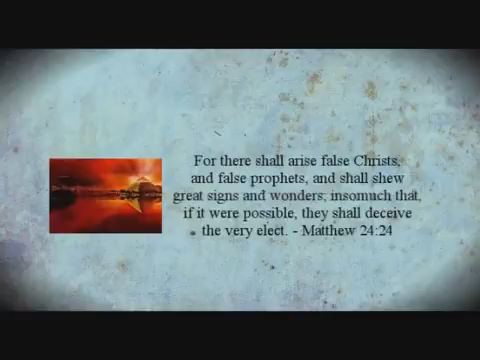 For there shall arise false Christs,
and false prophets, and shall shew
great signs and wonders; insomuch that,
if it were possible, they shall deceive
the very elect. - Matthew 24:24